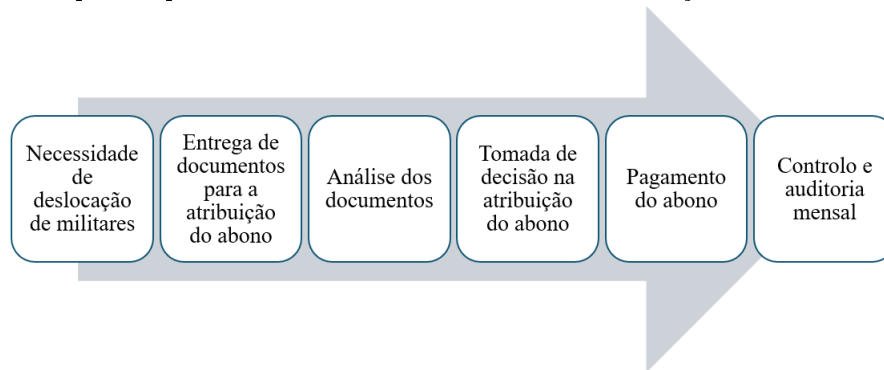 Necessidade
de
deslocação
de militares
Entrega de
documentos
para a
atribuição
do abono
Análise dos
documentos
Tomada de
decisão na
atribuição
do abono
Pagamento
do abono
Controlo e
auditoria
mensal